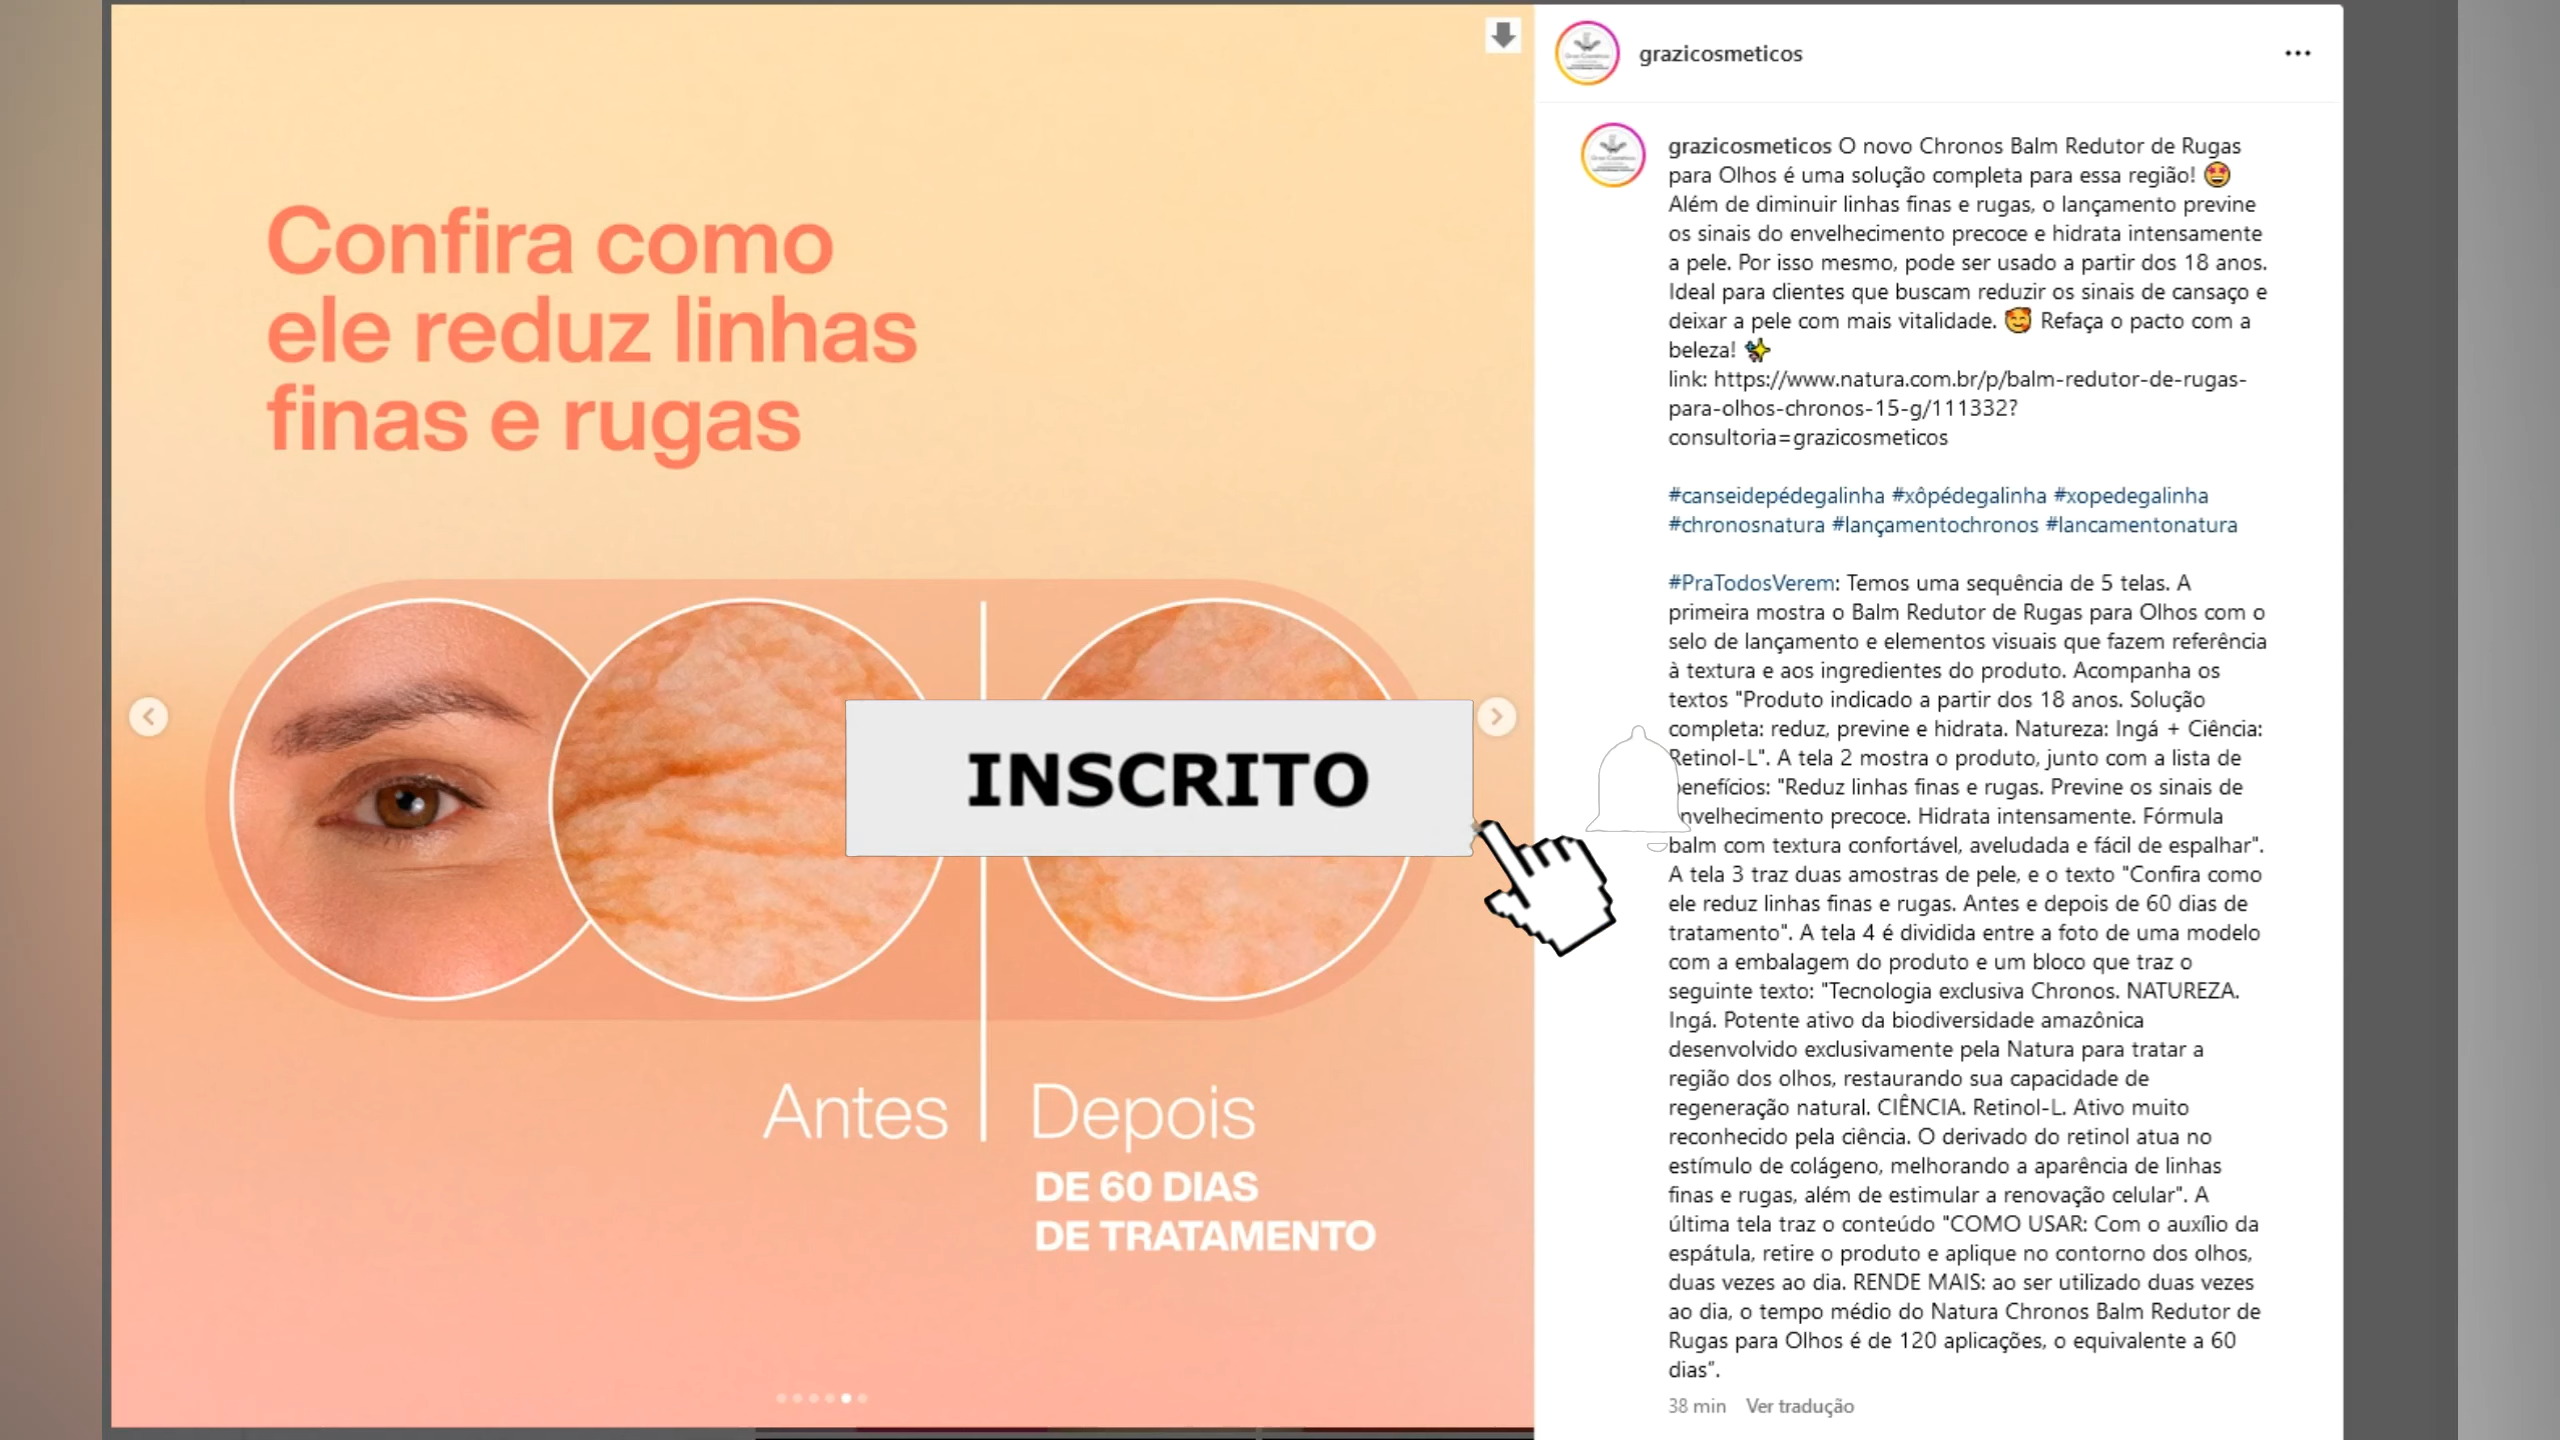 Confira como
ele reduz linhas
finas e rugas
INSCRITO
Antes
Depois
DE 60 DIAS
DE TRATAMENTO
grazicosmeticos
grazicosmeticos O novo Chronos Balm Redutor de Rugas
para Olhos é uma solução completa para essa região! 🤩
Além de diminuir linhas finas e rugas, o lançamento previne
os sinais do envelhecimento precoce e hidrata intensamente
a pele. Por isso mesmo, pode ser usado a partir dos 18 anos.
Ideal para clientes que buscam reduzir os sinais de cansaço e
deixar a pele com mais vitalidade. 🥰 Refaça o pacto com a
beleza! ✨
link: https://www.natura.com.br/p/balm-redutor-de-rugas-
para-olhos-chronos-15-g/111332?
consultoria=grazicosmeticos
#canseidepédegalinha #xôpédegalinha #xopedegalinha
#chronosnatura #lançamentochronos #lancamentonatura
#PraTodosVerem: Temos uma sequência de 5 telas. A
primeira mostra o Balm Redutor de Rugas para Olhos com o
selo de lançamento e elementos visuais que fazem referência
à textura e aos ingredientes do produto. Acompanha os
textos "Produto indicado a partir dos 18 anos. Solução
completa: reduz, previne e hidrata. Natureza: Ingá + Ciência:
Retinol-L". A tela 2 mostra o produto, junto com a lista de
benefícios: "Reduz linhas finas e rugas. Previne os sinais de
envelhecimento precoce. Hidrata intensamente. Fórmula
balm com textura confortável, aveludada e fácil de espalhar".
A tela 3 traz duas amostras de pele, e o texto "Confira como
ele reduz linhas finas e rugas. Antes e depois de 60 dias de
tratamento". A tela 4 é dividida entre a foto de uma modelo
com a embalagem do produto e um bloco que traz o
seguinte texto: "Tecnologia exclusiva Chronos. NATUREZA.
Ingá. Potente ativo da biodiversidade amazônica
desenvolvido exclusivamente pela Natura para tratar a
região dos olhos, restaurando sua capacidade de
regeneração natural. CIÊNCIA. Retinol-L. Ativo muito
reconhecido pela ciência. O derivado do retinol atua no
estímulo de colágeno, melhorando a aparência de linhas
finas e rugas, além de estimular a renovação celular". A
última tela traz o conteúdo "COMO USAR: Com o auxílio da
espátula, retire o produto e aplique no contorno dos olhos,
duas vezes ao dia. RENDE MAIS: ao ser utilizado duas vezes
ao dia, o tempo médio do Natura Chronos Balm Redutor de
Rugas para Olhos é de 120 aplicações, o equivalente a 60
dias".
38 min Ver tradução